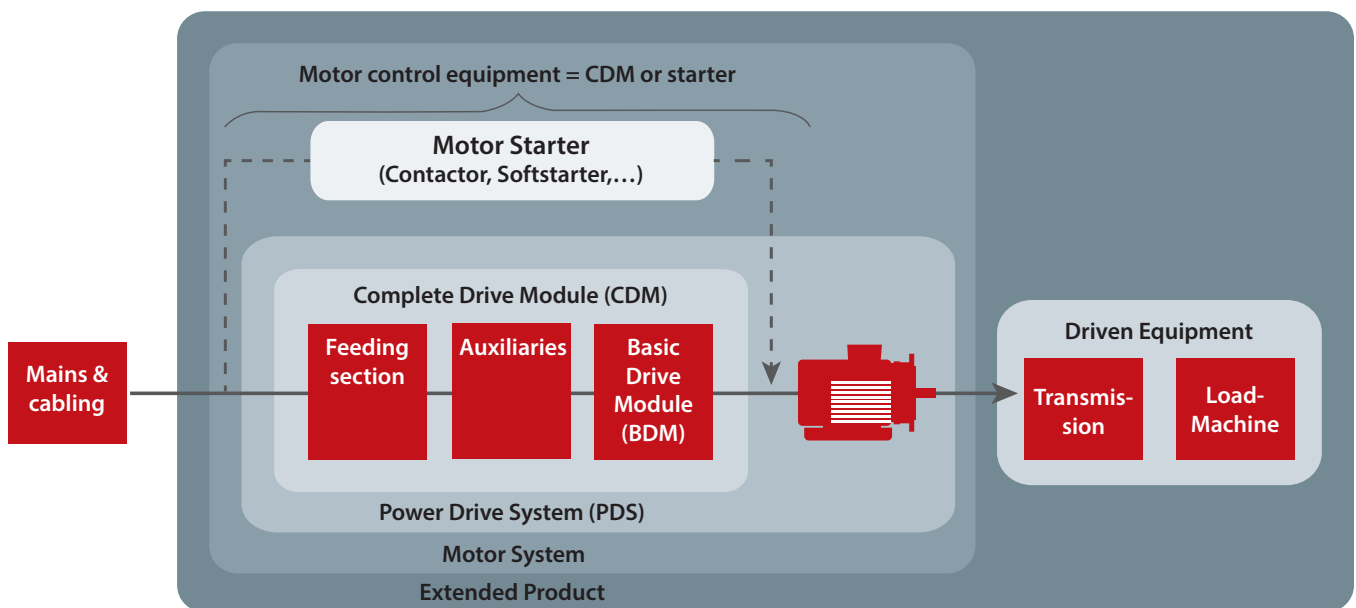 Motor control equipment = CDM or starter
Motor Starter
(Contactor, Softstarter,…)
Complete Drive Module (CDM)
Mains &
cabling
Feeding
section
Auxiliaries
Basic
Drive
Module
(BDM)
Driven Equipment
Transmis-
sion
Load-
Machine
Power Drive System (PDS)
Motor System
Extended Product